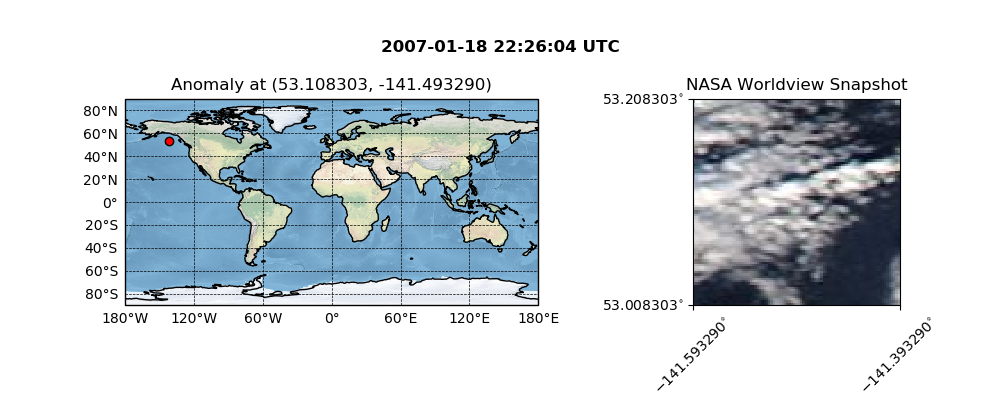 2007-01-18 22:26:04 UTC
Anomaly at (53.108303, -141.493290)
80°N
60°N
40°N
20°N
0°
20°S
40°S
60°S
80°S
180°W 120°W 60°W 0° 60°E 120°E 180°E
NASA Worldview Snapshot
53.208303°
53.008303°
−141.593290°
−141.393290°